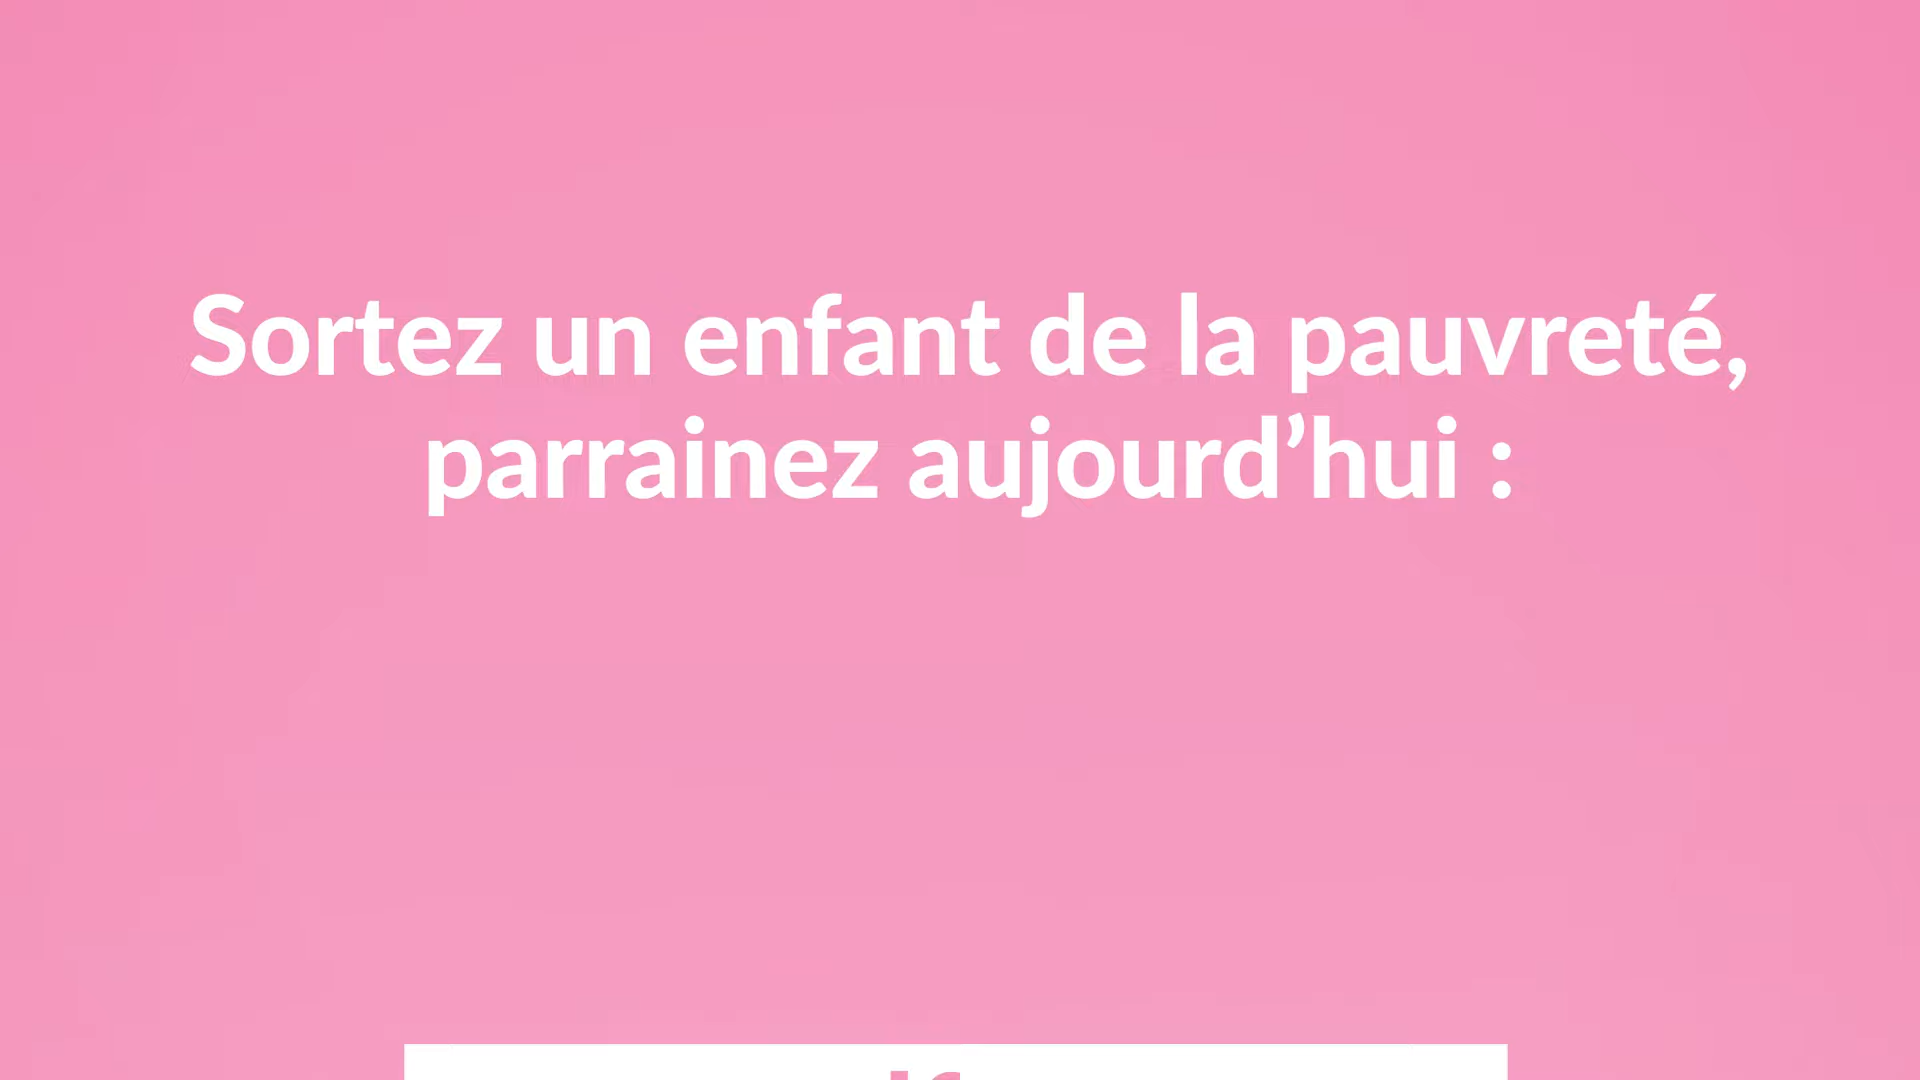 Sortez un enfant de la pauvreté,
parrainez aujourd’hui :